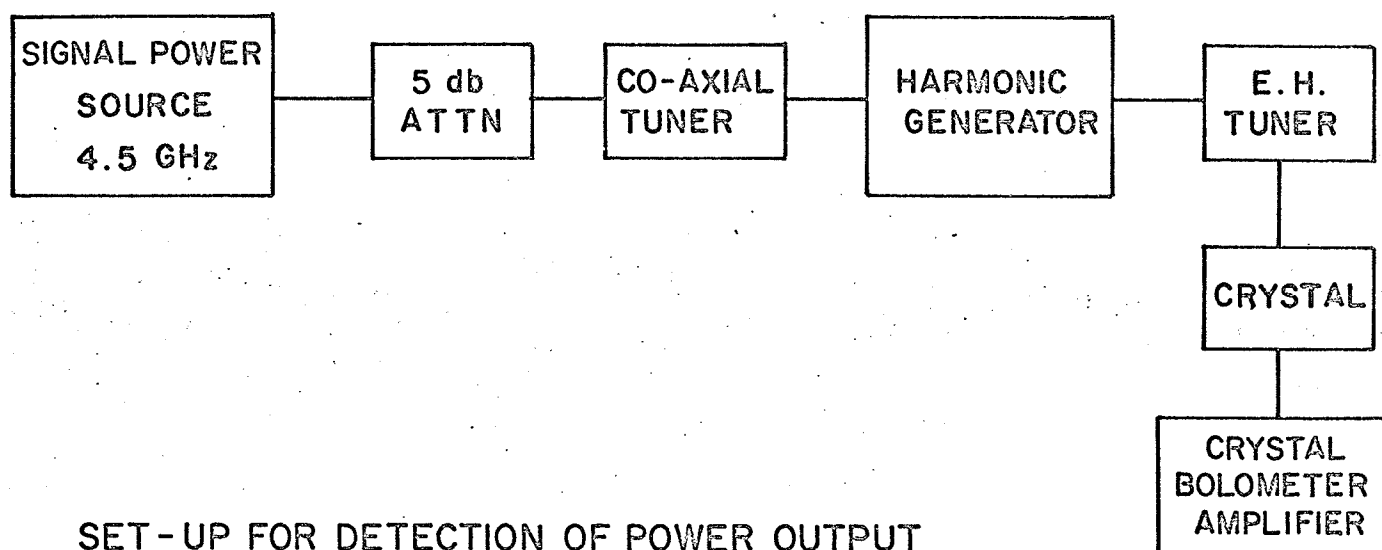 SIGNAL POWER
SOURCE
4.5 GHz
5 db
ATTN
CO-AXIAL
TUNER
HARMONIC
GENERATOR
E.H.
TUNER
CRYSTAL
CRYSTAL
BOLOMETER
AMPLIFIER
SET-UP FOR DETECTION OF POWER OUTPUT